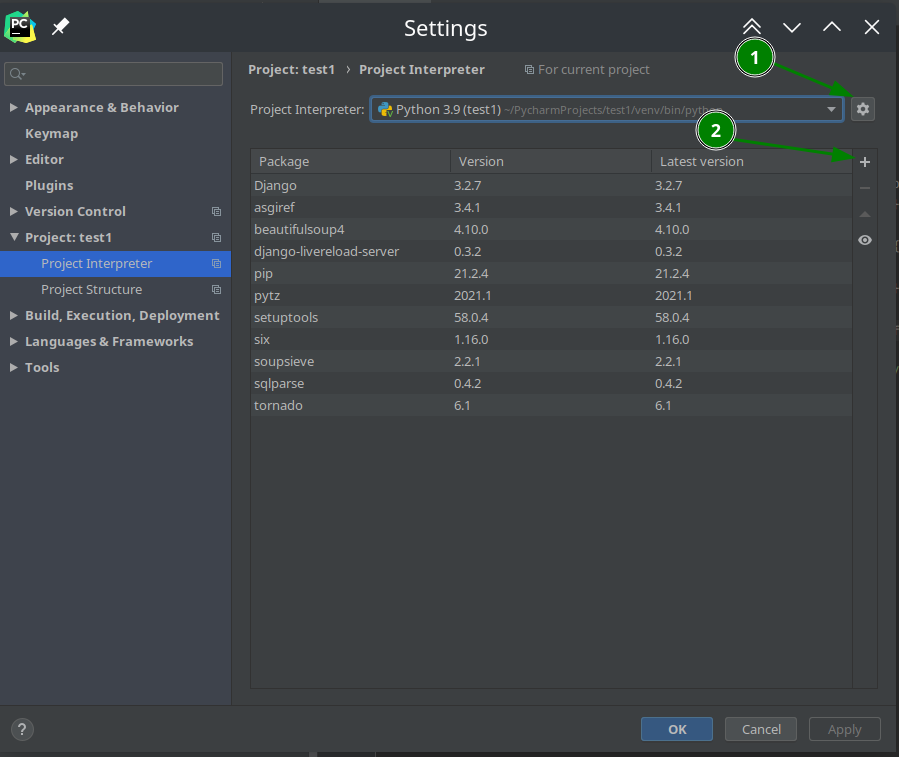 PC
Settings
1
Project: test1 › Project Interpreter For current project
Project Interpreter: Python 3.9 (test1) ~/PycharmProjects/test1/venv/bin/python
2
Appearance & Behavior
Keymap
Editor
Plugins
Version Control
Project: test1
Project Interpreter
Project Structure
Build, Execution, Deployment
Languages & Frameworks
Tools
Package Version Latest version
Django 3.2.7 3.2.7
asgiref 3.4.1 3.4.1
beautifulsoup4 4.10.0 4.10.0
django-livereload-server 0.3.2 0.3.2
pip 21.2.4 21.2.4
pytz 2021.1 2021.1
setuptools 58.0.4 58.0.4
six 1.16.0 1.16.0
soupsieve 2.2.1 2.2.1
sqlparse 0.4.2 0.4.2
tornado 6.1 6.1
? OK Cancel Apply